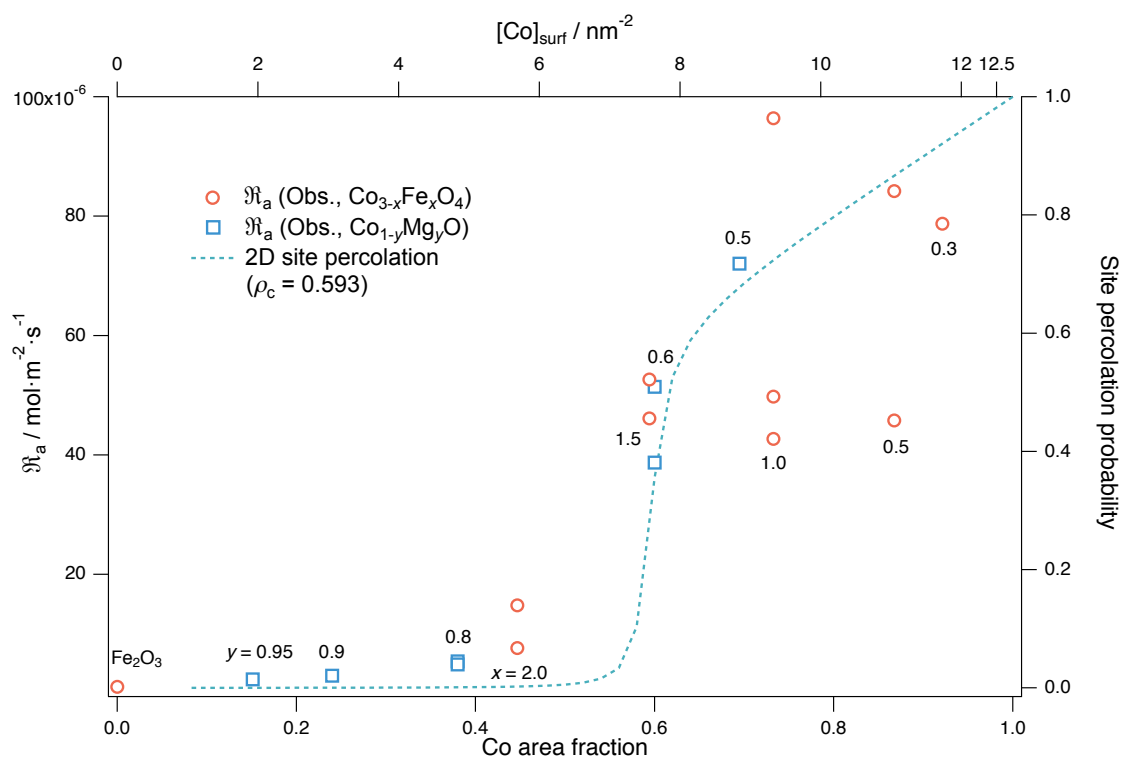 [Co]surf / nm-2
0 2 4 6 8 10 12 12.5
100x10-6
80
60
40
20
ℜa / mol·m-2·s-1
1.0
0.8
0.6
0.4
0.2
0.0
Site percolation probability
ℜa (Obs., Co3-xFexO4)
ℜa (Obs., Co1-yMgyO)
2D site percolation
(ρc = 0.593)
0.5
0.3
0.6
1.5
1.0
0.5
Fe2O3
y = 0.95
0.9
0.8
x = 2.0
0.0 0.2 0.4 0.6 0.8 1.0
Co area fraction